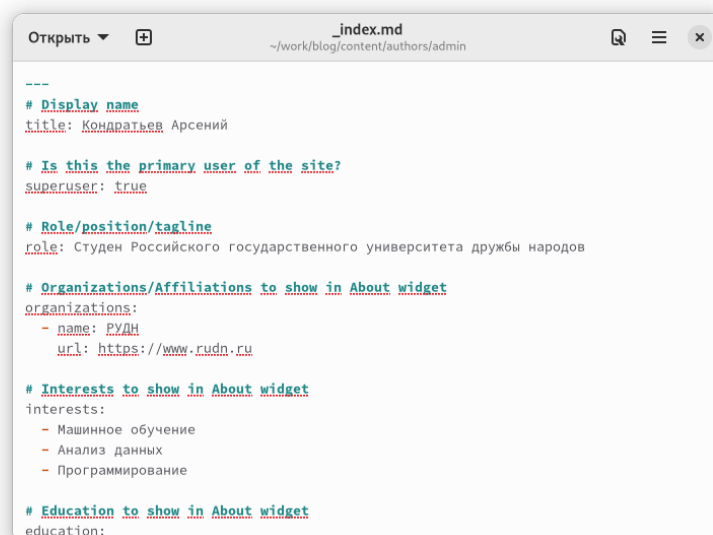 Открыть
_index.md
~/work/blog/content/authors/admin
---
# Display name
title: Кондратьев Арсений
# Is this the primary user of the site?
superuser: true
# Role/position/tagline
role: Студен Российского государственного университета дружбы народов
# Organizations/Affiliations to show in About widget
organizations:
- name: РУДН
url: https://www.rudn.ru
# Interests to show in About widget
interests:
- Машинное обучение
- Анализ данных
- Программирование
# Education to show in About widget
education: